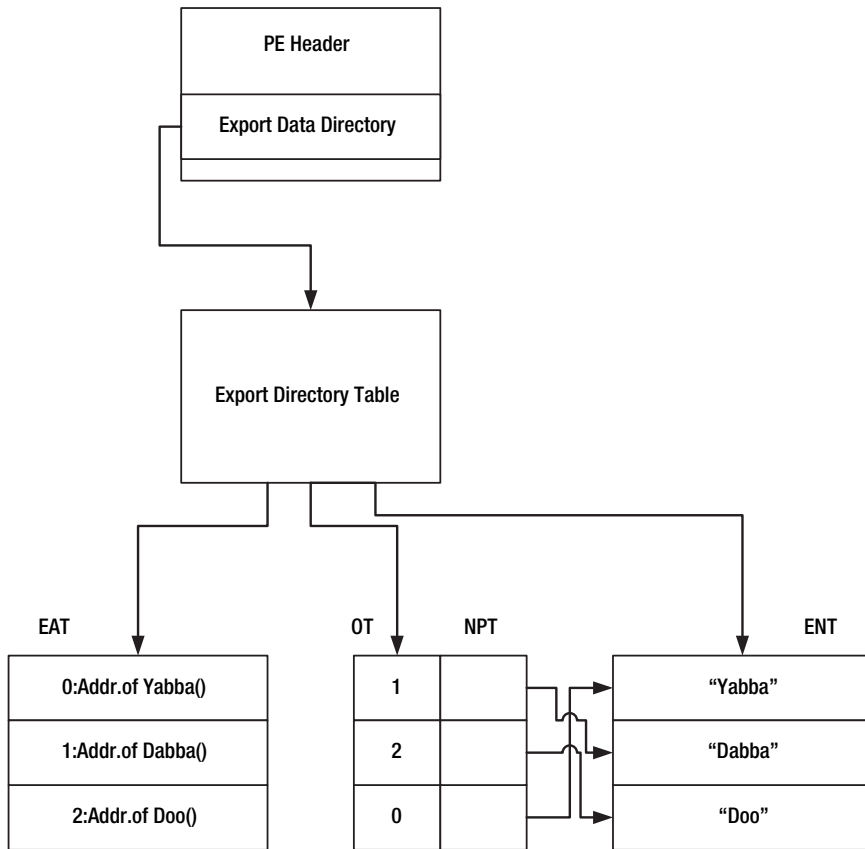 PE Header
Export Data Directory
Export Directory Table
EAT
OT
NPT
ENT
0:Addr.of Yabba()
1
“Yabba”
1:Addr.of Dabba()
2
“Dabba”
2:Addr.of Doo()
0
“Doo”